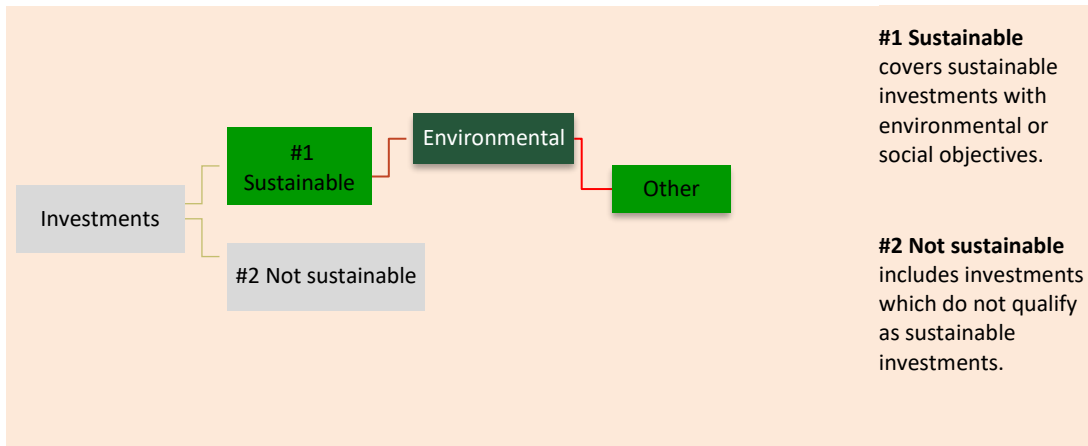 Investments
#1
Sustainable
#2 Not sustainable
Environmental
Other
#1 Sustainable
covers sustainable
investments with
environmental or
social objectives.
#2 Not sustainable
includes investments
which do not qualify
as sustainable
investments.